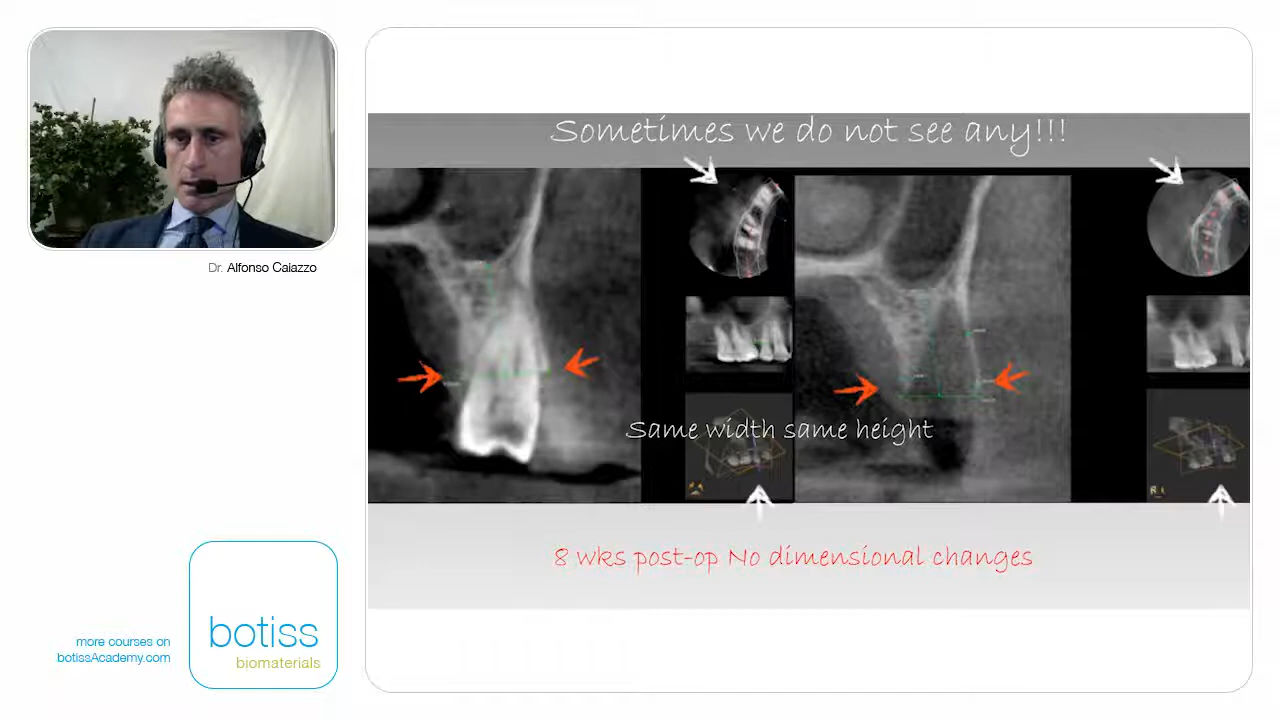 Sometimes we do not see any!!!
Dr. Alfonso Caiazzo
Same width same height
R L
8 wks post-op No dimensional changes
botiss
biomaterials
more courses on
botissAcademy.com